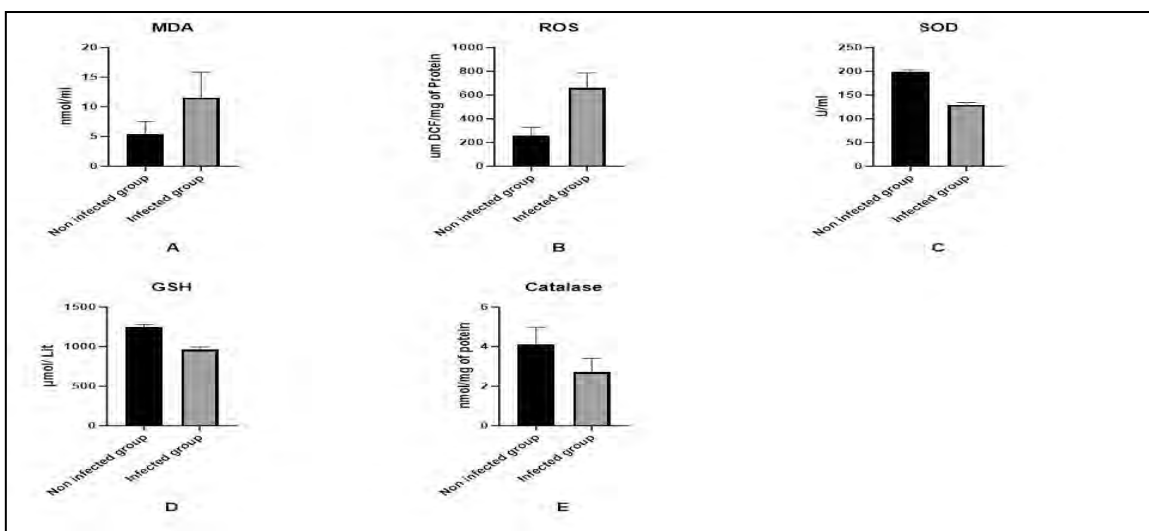 MDA
nmol/ml
20
15
10
5
0
Non infected group
Infected group
A
ROS
um DCF/mg of Protein
1000
800
600
400
200
0
Non infected group
Infected group
B
SOD
U/ml
250
200
150
100
50
0
Non infected group
Infected group
C
GSH
µmol/ Lit
1500
1000
500
0
Non infected group
Infected group
D
Catalase
nmol/mg of potein
6
4
2
0
Non infected group
Infected group
E